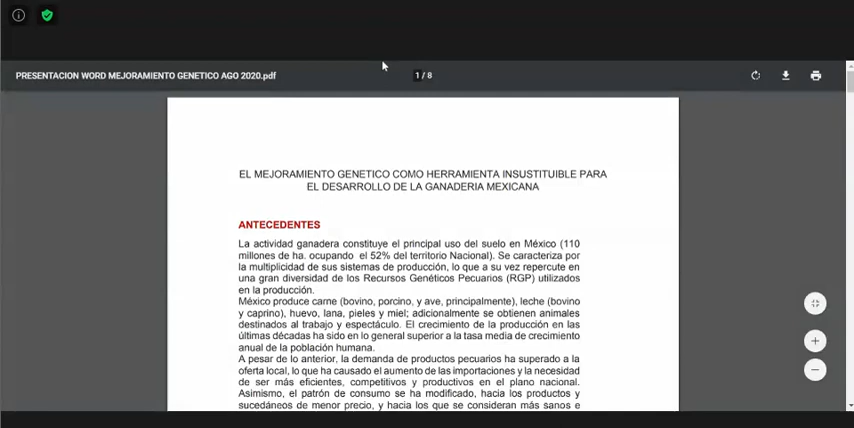 PRESENTACION WORD MEJORAMIENTO GENETICO AGO 2020.pdf
1 / 8
EL MEJORAMIENTO GENETICO COMO HERRAMIENTA INSUSTITUIBLE PARA
EL DESARROLLO DE LA GANADERIA MEXICANA
ANTECEDENTES
La actividad ganadera constituye el principal uso del suelo en México (110
millones de ha. ocupando el 52% del territorio Nacional). Se caracteriza por
la multiplicidad de sus sistemas de producción, lo que a su vez repercute en
una gran diversidad de los Recursos Genéticos Pecuarios (RGP) utilizados
en la producción.
México produce carne (bovino, porcino, y ave, principalmente), leche (bovino
y caprino), huevo, lana, pieles y miel; adicionalmente se obtienen animales
destinados al trabajo y espectáculo. El crecimiento de la producción en las
últimas décadas ha sido en lo general superior a la tasa media de crecimiento
anual de la población humana.
A pesar de lo anterior, la demanda de productos pecuarios ha superado a la
oferta local, lo que ha causado el aumento de las importaciones y la necesidad
de ser más eficientes, competitivos y productivos en el plano nacional.
Asimismo, el patrón de consumo se ha modificado, hacia los productos y
sucedáneos de menor precio, y hacia los que se consideran más sanos e